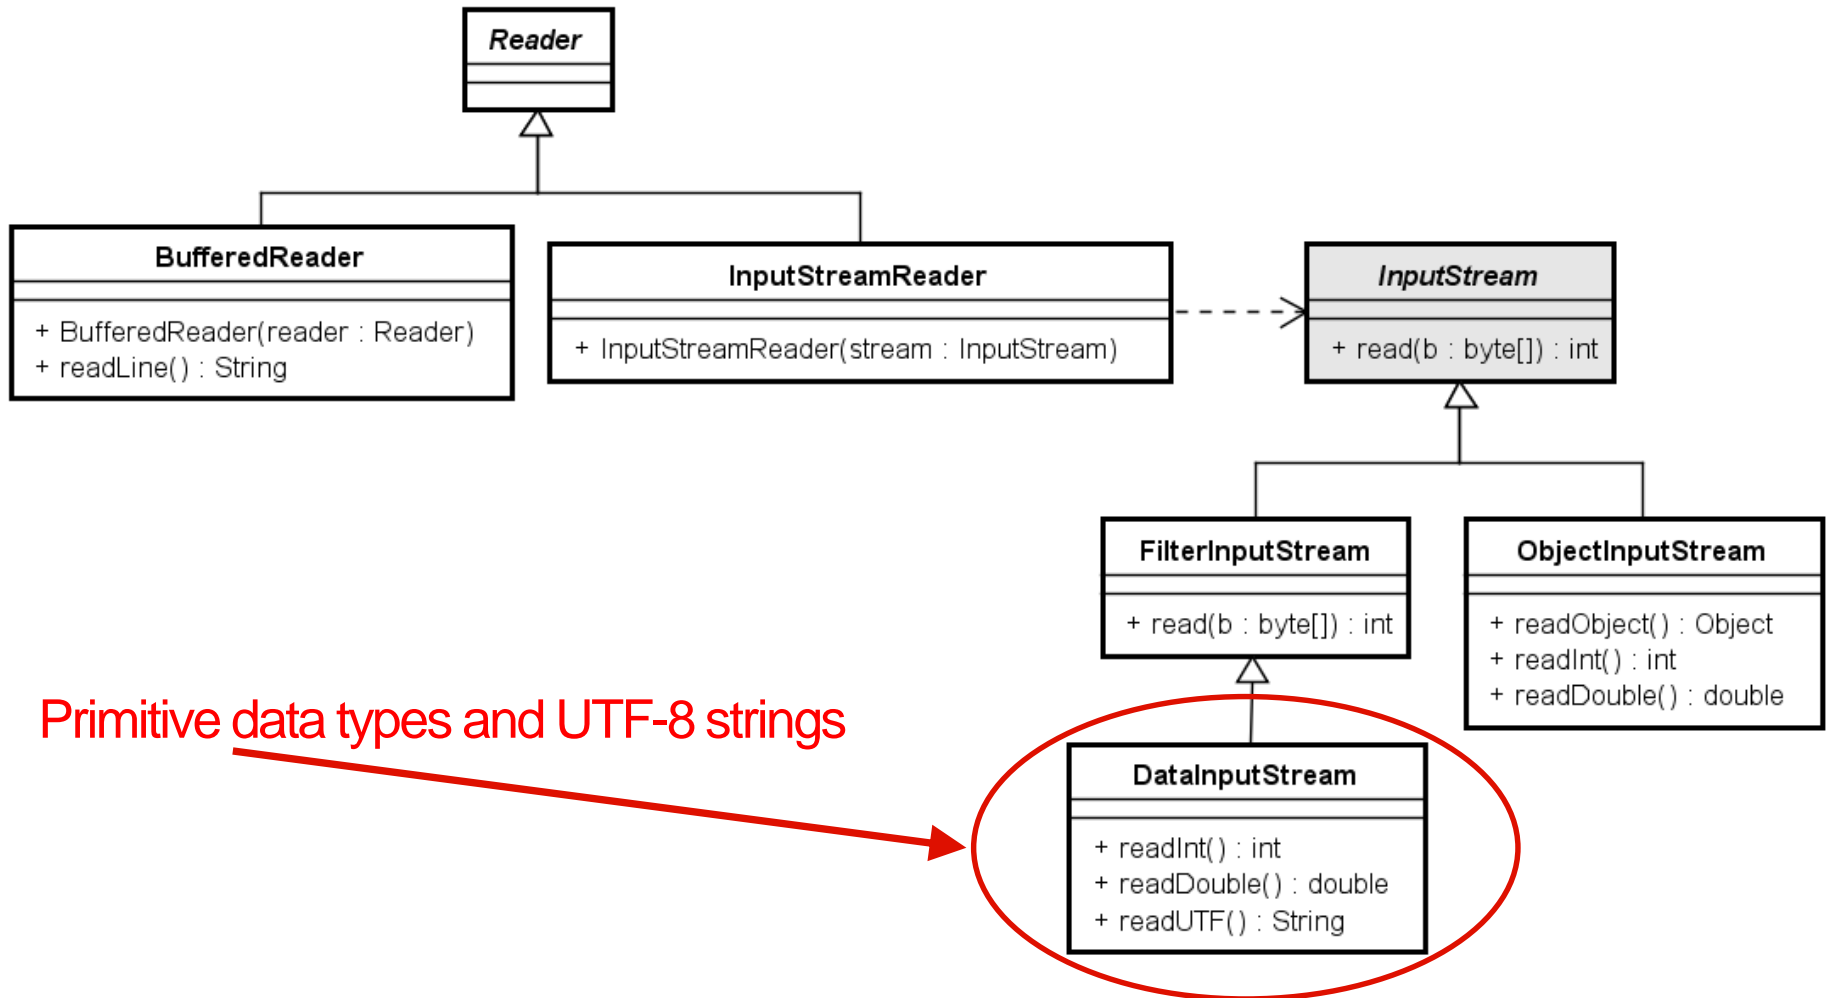 Reader
BufferedReader
+ BufferedReader(reader : Reader)
+ readLine() : String
InputStreamReader
+ InputStreamReader(stream : InputStream)
InputStream
+ read(b : byte[]) : int
FilterInputStream
+ read(b : byte[]) : int
ObjectInputStream
+ readObject() : Object
+ readInt() : int
+ readDouble() : double
Primitive data types and UTF-8 strings
DataInputStream
+ readInt() : int
+ readDouble() : double
+ readUTF() : String